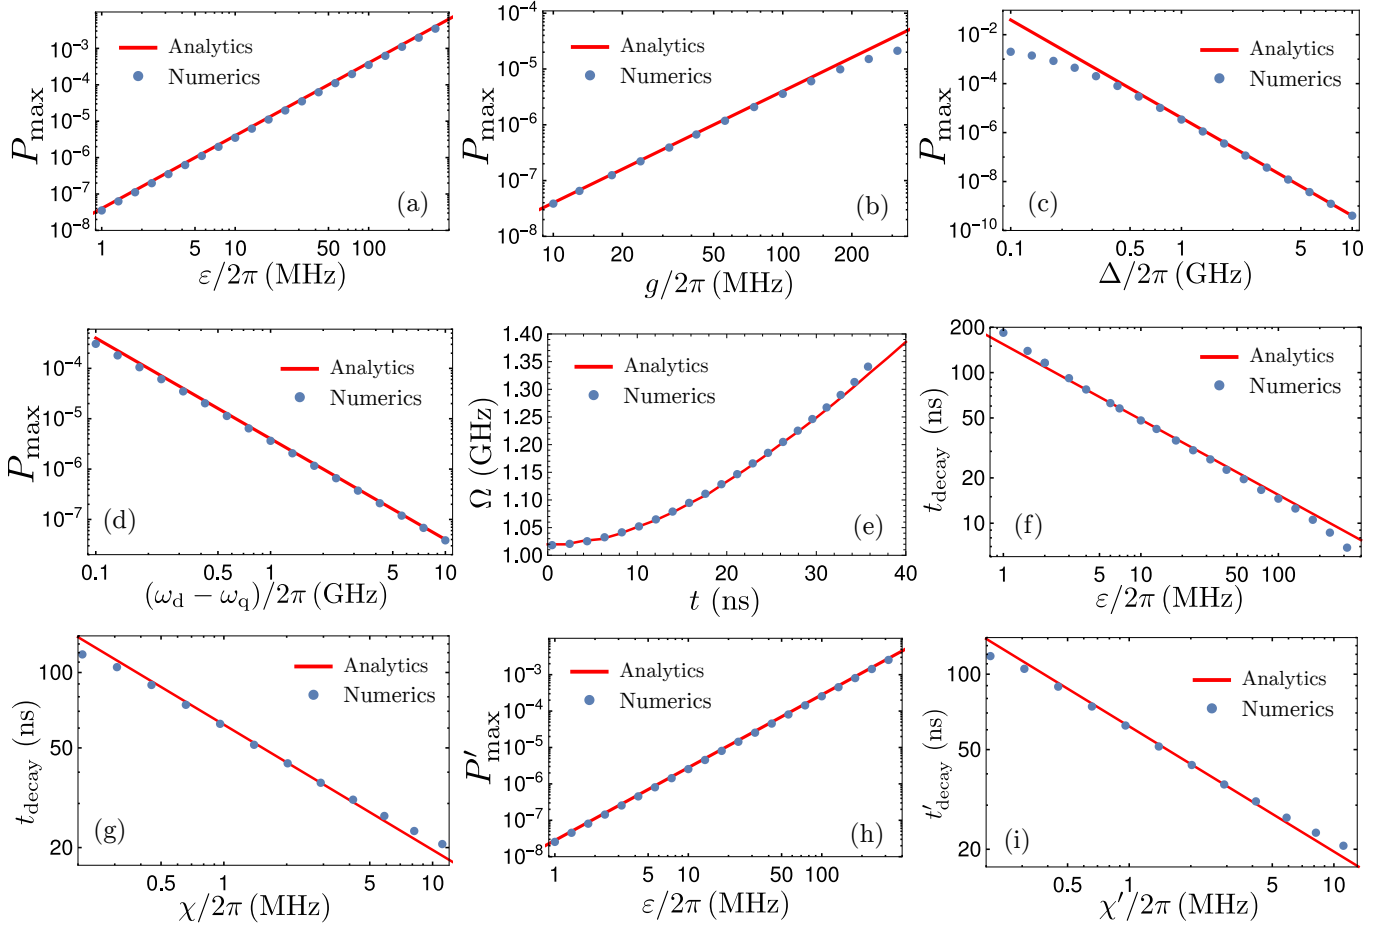 P_max
10^−3
10^−4
10^−5
10^−6
10^−7
10^−8
Analytics
Numerics
(a)
1 5 10 50 100
ε/2π (MHz)
P_max
10^−4
10^−5
10^−6
10^−7
10^−8
Analytics
Numerics
(b)
10 20 50 100 200
g/2π (MHz)
P_max
10^−2
10^−4
10^−6
10^−8
10^−10
Analytics
Numerics
(c)
0.1 0.5 1 5 10
Δ/2π (GHz)
P_max
10^−4
10^−5
10^−6
10^−7
Analytics
Numerics
(d)
0.1 0.5 1 5 10
(ω_d − ω_q)/2π (GHz)
Ω (GHz)
1.40
1.35
1.30
1.25
1.20
1.15
1.10
1.05
1.00
Analytics
Numerics
(e)
0 10 20 30 40
t (ns)
t_decay (ns)
200
100
50
10
Analytics
Numerics
(f)
1 5 10 50 100
ε/2π (MHz)
t_decay (ns)
100
50
20
Analytics
Numerics
(g)
0.5 1 5 10
χ/2π (MHz)
P′_max
10^−3
10^−4
10^−5
10^−6
10^−7
10^−8
Analytics
Numerics
(h)
1 5 10 50 100
ε/2π (MHz)
t′_decay (ns)
100
50
20
Analytics
Numerics
(i)
0.5 1 5 10
χ′/2π (MHz)